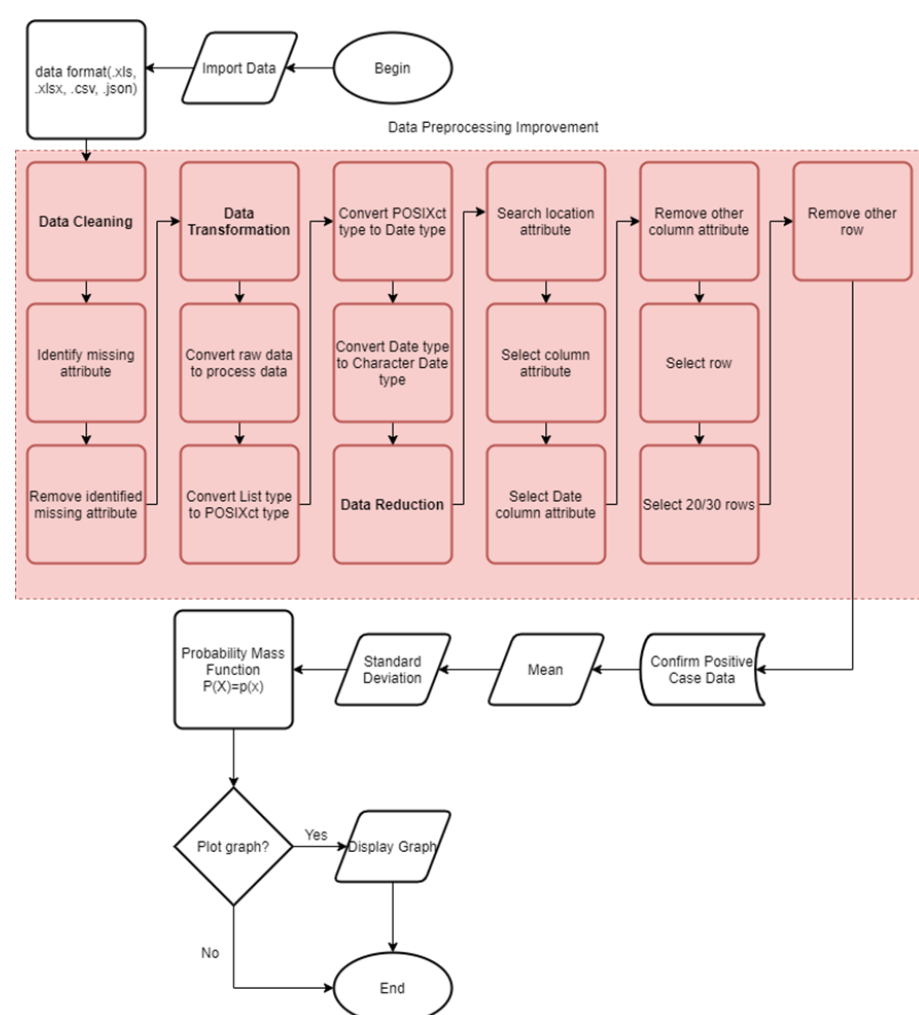 Begin
Import Data
data format(.xls,
.xlsx, .csv, .json)
Data Preprocessing Improvement
Data Cleaning
Identify missing
attribute
Remove identified
missing attribute
Data
Transformation
Convert raw data
to process data
Convert List type
to POSIXct type
Convert POSIXct
type to Date type
Convert Date type
to Character Date
type
Data Reduction
Search location
attribute
Select column
attribute
Select Date
column attribute
Remove other
column attribute
Select row
Select 20/30 rows
Remove other
row
Confirm Positive
Case Data
Mean
Standard
Deviation
Probability Mass
Function
P(X)=p(x)
Plot graph?
Yes
Display Graph
No
End